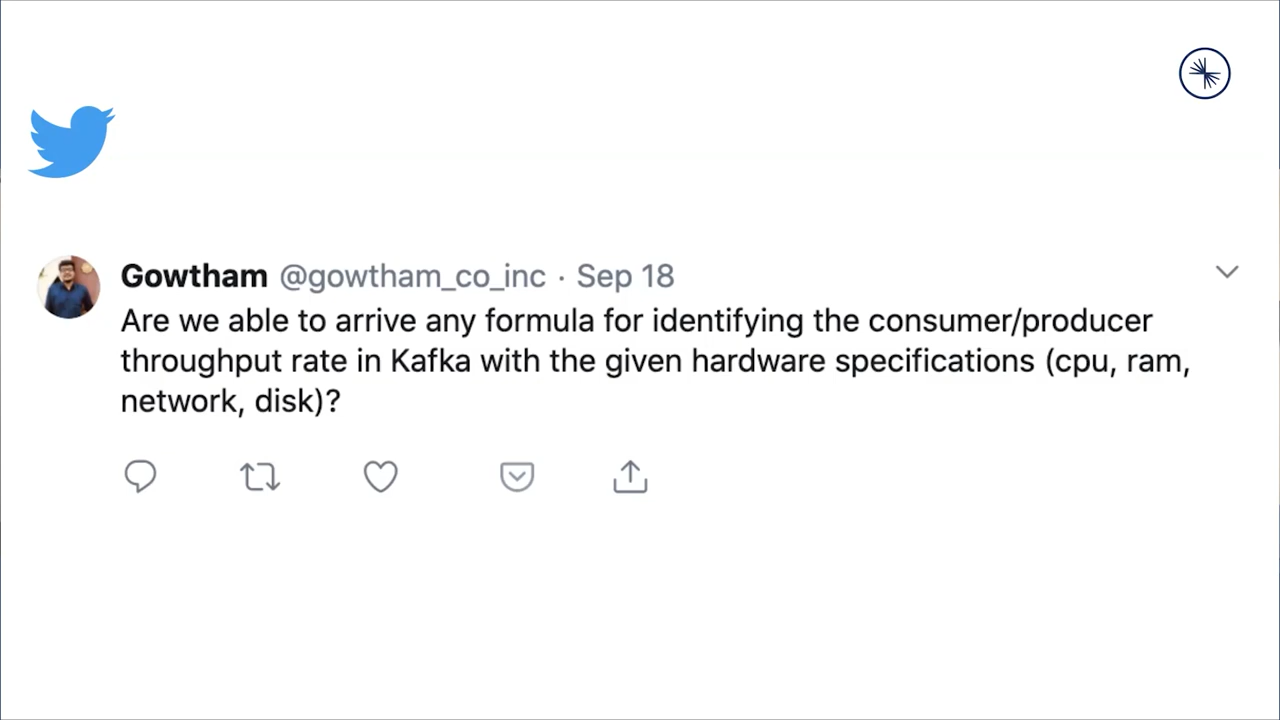 Gowtham @gowtham_co_inc · Sep 18
Are we able to arrive any formula for identifying the consumer/producer
throughput rate in Kafka with the given hardware specifications (cpu, ram,
network, disk)?